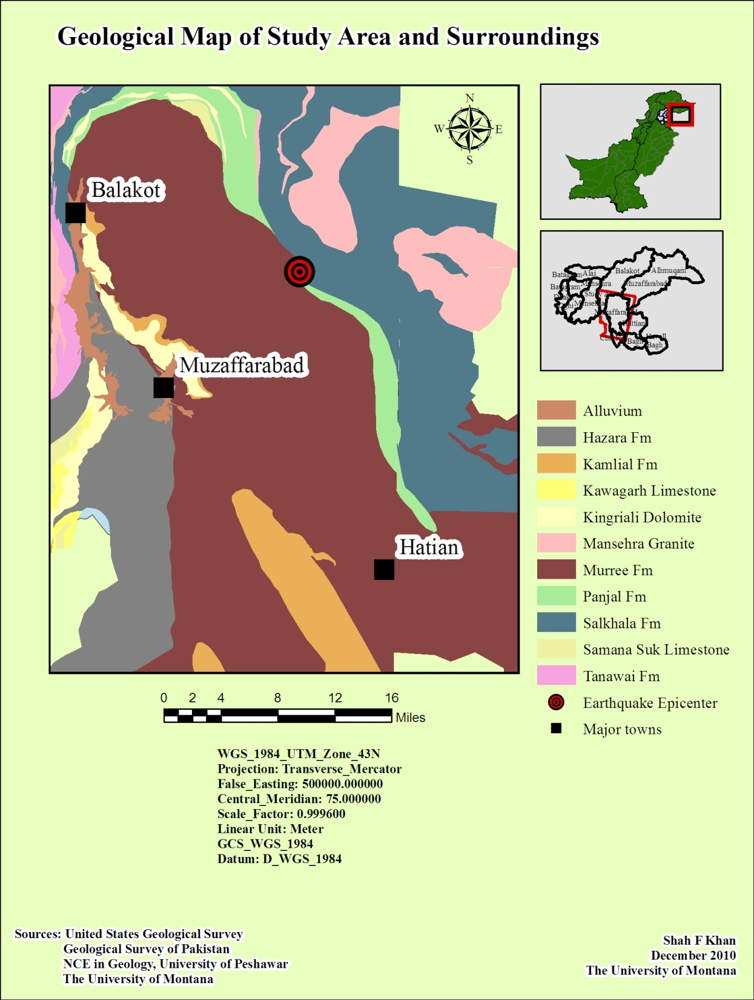 Geological Map of Study Area and Surroundings
N
W E
S
Balakot
Muzaffarabad
Hatian
Alai
Balakot
Alhmuqam
Muzaffarabad
Bagh
Bagh
Alluvium
Hazara Fm
Kamlial Fm
Kawagarh Limestone
Kingriali Dolomite
Mansehra Granite
Murree Fm
Panjal Fm
Salkhala Fm
Samana Suk Limestone
Tanawai Fm
Earthquake Epicenter
Major towns
0 2 4 8 12 16
Miles
WGS_1984_UTM_Zone_43N
Projection: Transverse_Mercator
False_Easting: 500000.000000
Central_Meridian: 75.000000
Scale_Factor: 0.999600
Linear Unit: Meter
GCS_WGS_1984
Datum: D_WGS_1984
Sources: United States Geological Survey
Geological Survey of Pakistan
NCE in Geology, University of Peshawar
The University of Montana
Shah F Khan
December 2010
The University of Montana